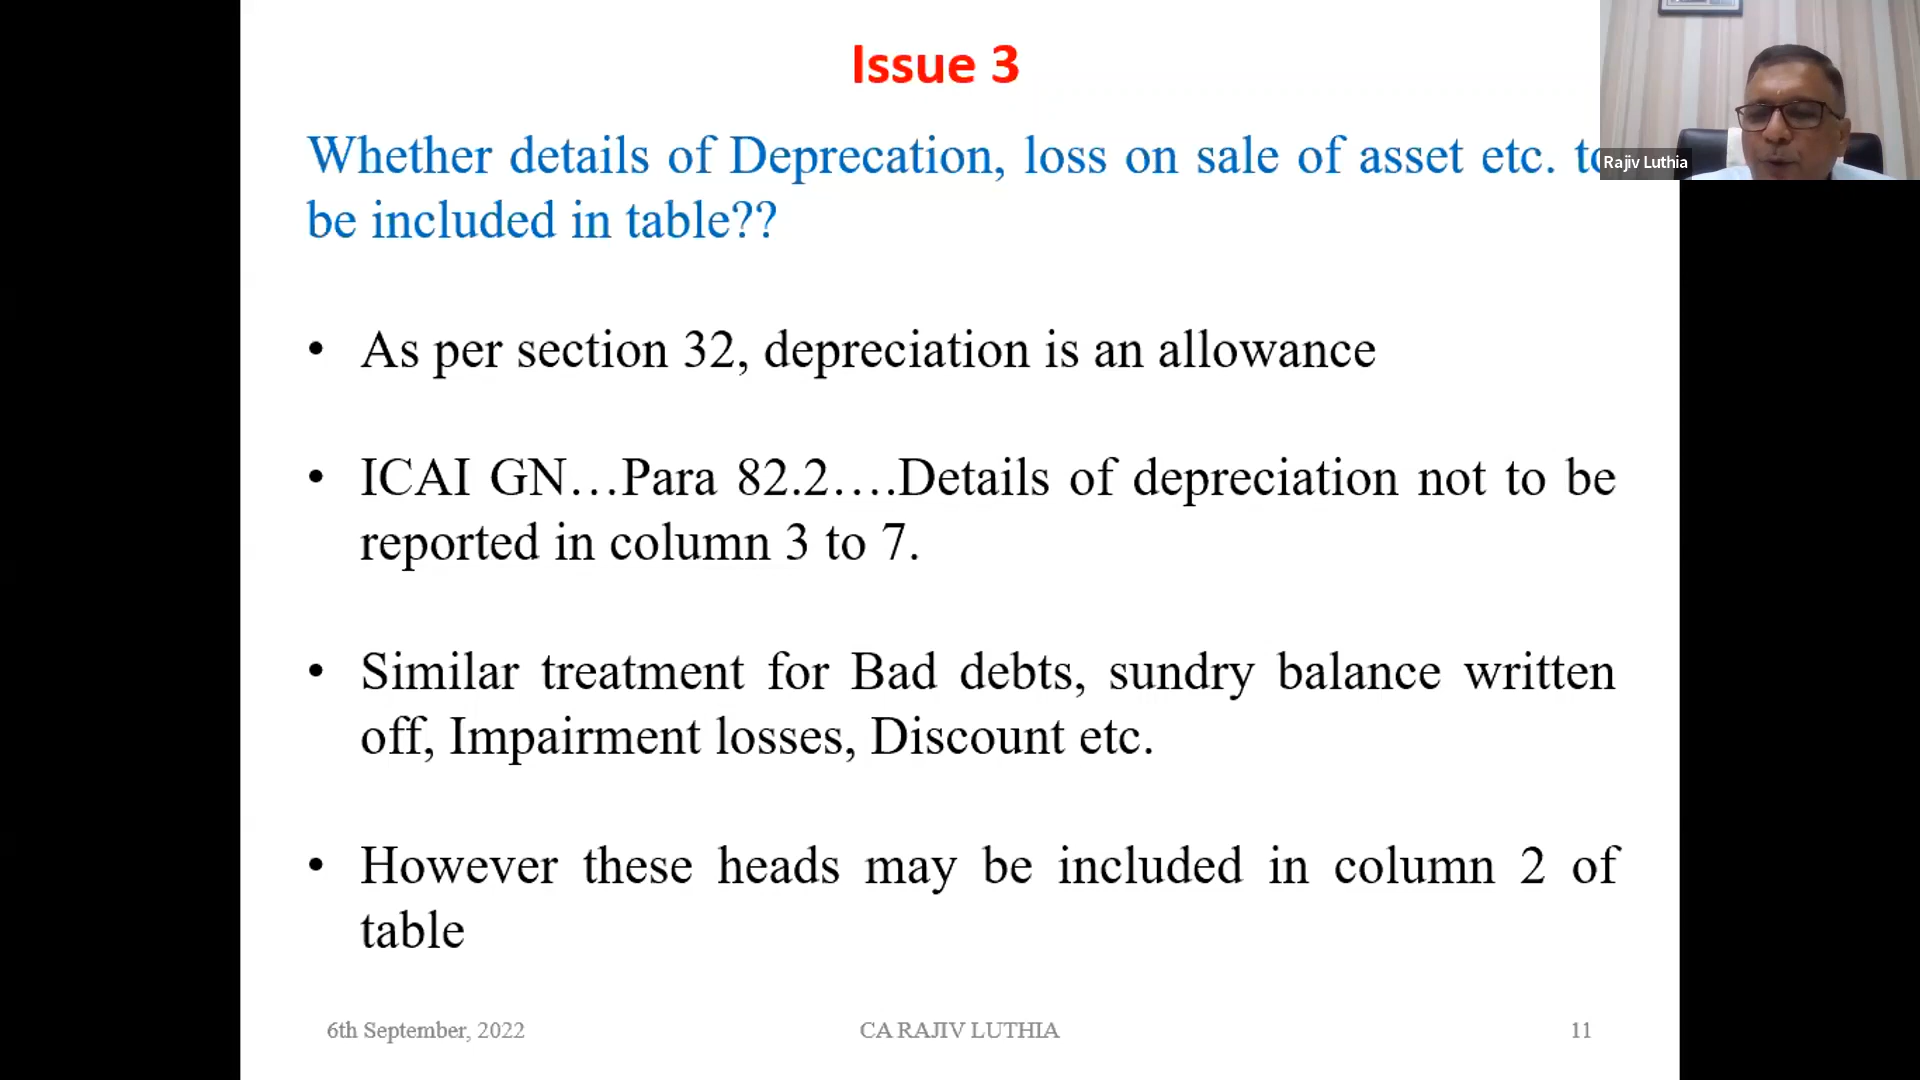 Issue 3
Whether details of Deprecation, loss on sale of asset etc. to
be included in table??
• As per section 32, depreciation is an allowance
• ICAI GN…Para 82.2….Details of depreciation not to be
reported in column 3 to 7.
• Similar treatment for Bad debts, sundry balance written
off, Impairment losses, Discount etc.
• However these heads may be included in column 2 of
table
6th September, 2022
CA RAJIV LUTHIA
11
Rajiv Luthia